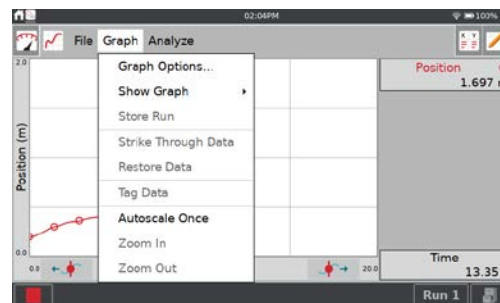 02:04PM
100%
File Graph Analyze
X Y
Graph Options...
Show Graph
Store Run
Strike Through Data
Restore Data
Tag Data
Autoscale Once
Zoom In
Zoom Out
2.0
Position (m)
0.0
0.0
20.0
Position
1.697
Time
13.35
Run 1